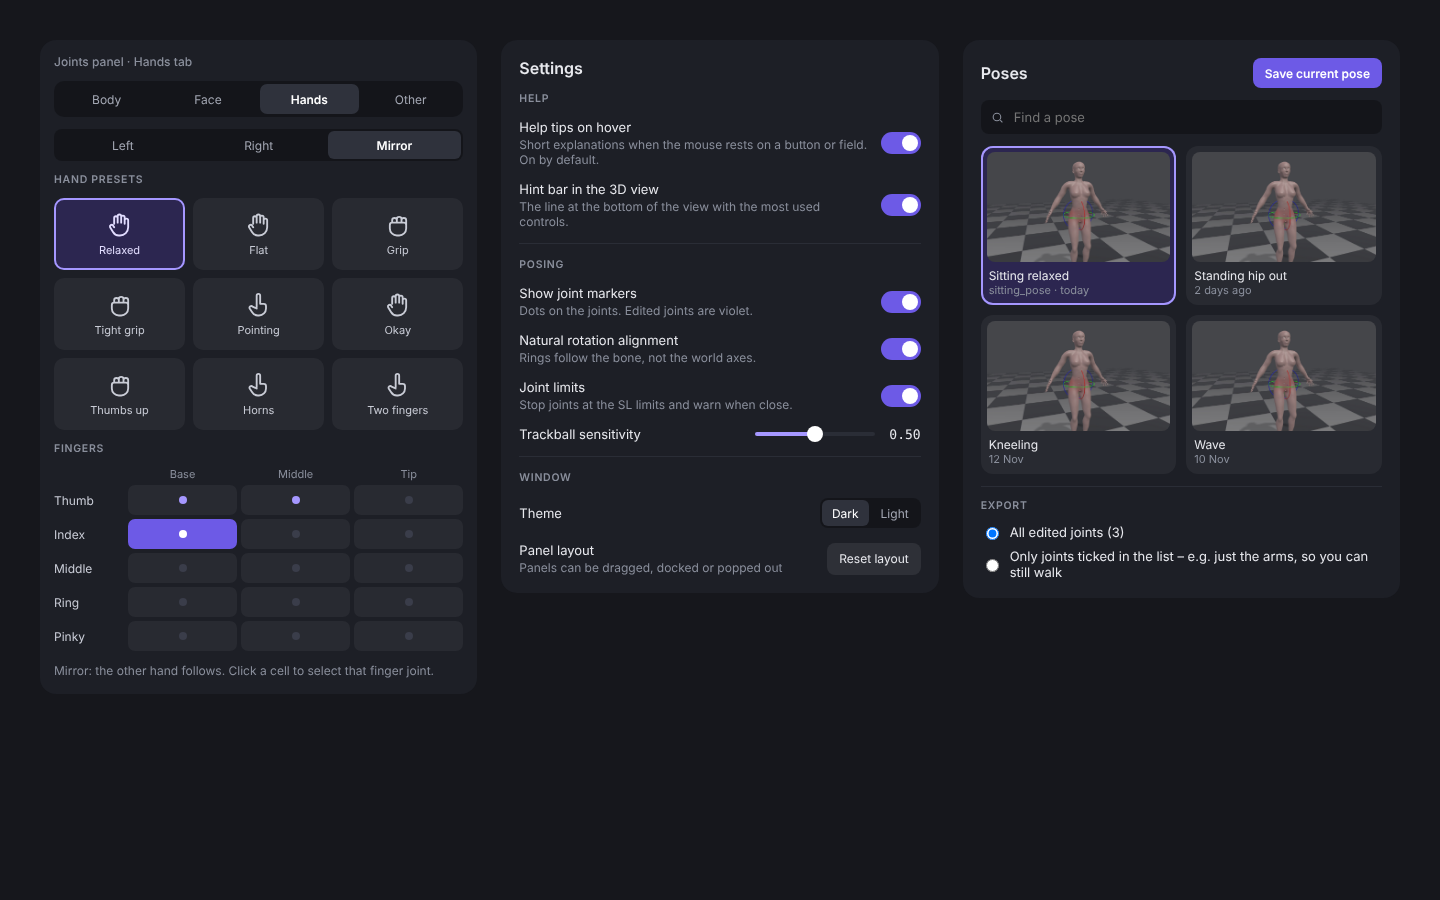 Joints panel · Hands tab
Body
Face
Hands
Other
Left
Right
Mirror
HAND PRESETS
Relaxed
Flat
Grip
Tight grip
Pointing
Okay
Thumbs up
Horns
Two fingers
FINGERS
Base
Middle
Tip
Thumb
Index
Middle
Ring
Pinky
Mirror: the other hand follows. Click a cell to select that finger joint.
Settings
HELP
Help tips on hover
Short explanations when the mouse rests on a button or field.
On by default.
Hint bar in the 3D view
The line at the bottom of the view with the most used
controls.
POSING
Show joint markers
Dots on the joints. Edited joints are violet.
Natural rotation alignment
Rings follow the bone, not the world axes.
Joint limits
Stop joints at the SL limits and warn when close.
Trackball sensitivity
0.50
WINDOW
Theme
Dark
Light
Panel layout
Panels can be dragged, docked or popped out
Reset layout
Poses
Save current pose
Find a pose
Sitting relaxed
sitting_pose · today
Standing hip out
2 days ago
Kneeling
12 Nov
Wave
10 Nov
EXPORT
All edited joints (3)
Only joints ticked in the list – e.g. just the arms, so you can
still walk